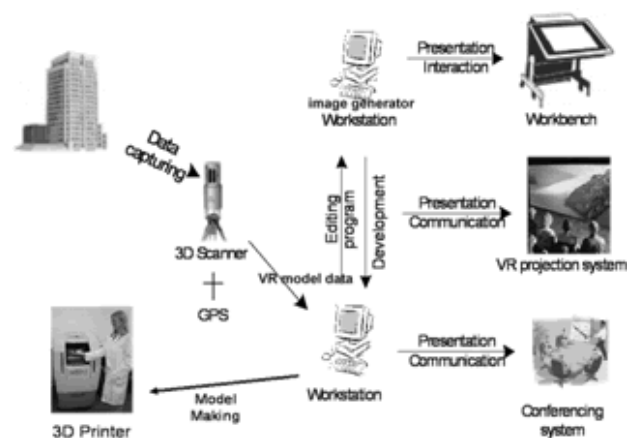 Presentation
Interaction
image generator
Workstation
Workbench
Data
capturing
Editing
program
Development
Presentation
Communication
3D Scanner
VR model data
VR projection system
GPS
Presentation
Communication
Workstation
Model
Making
Conferencing
system
3D Printer